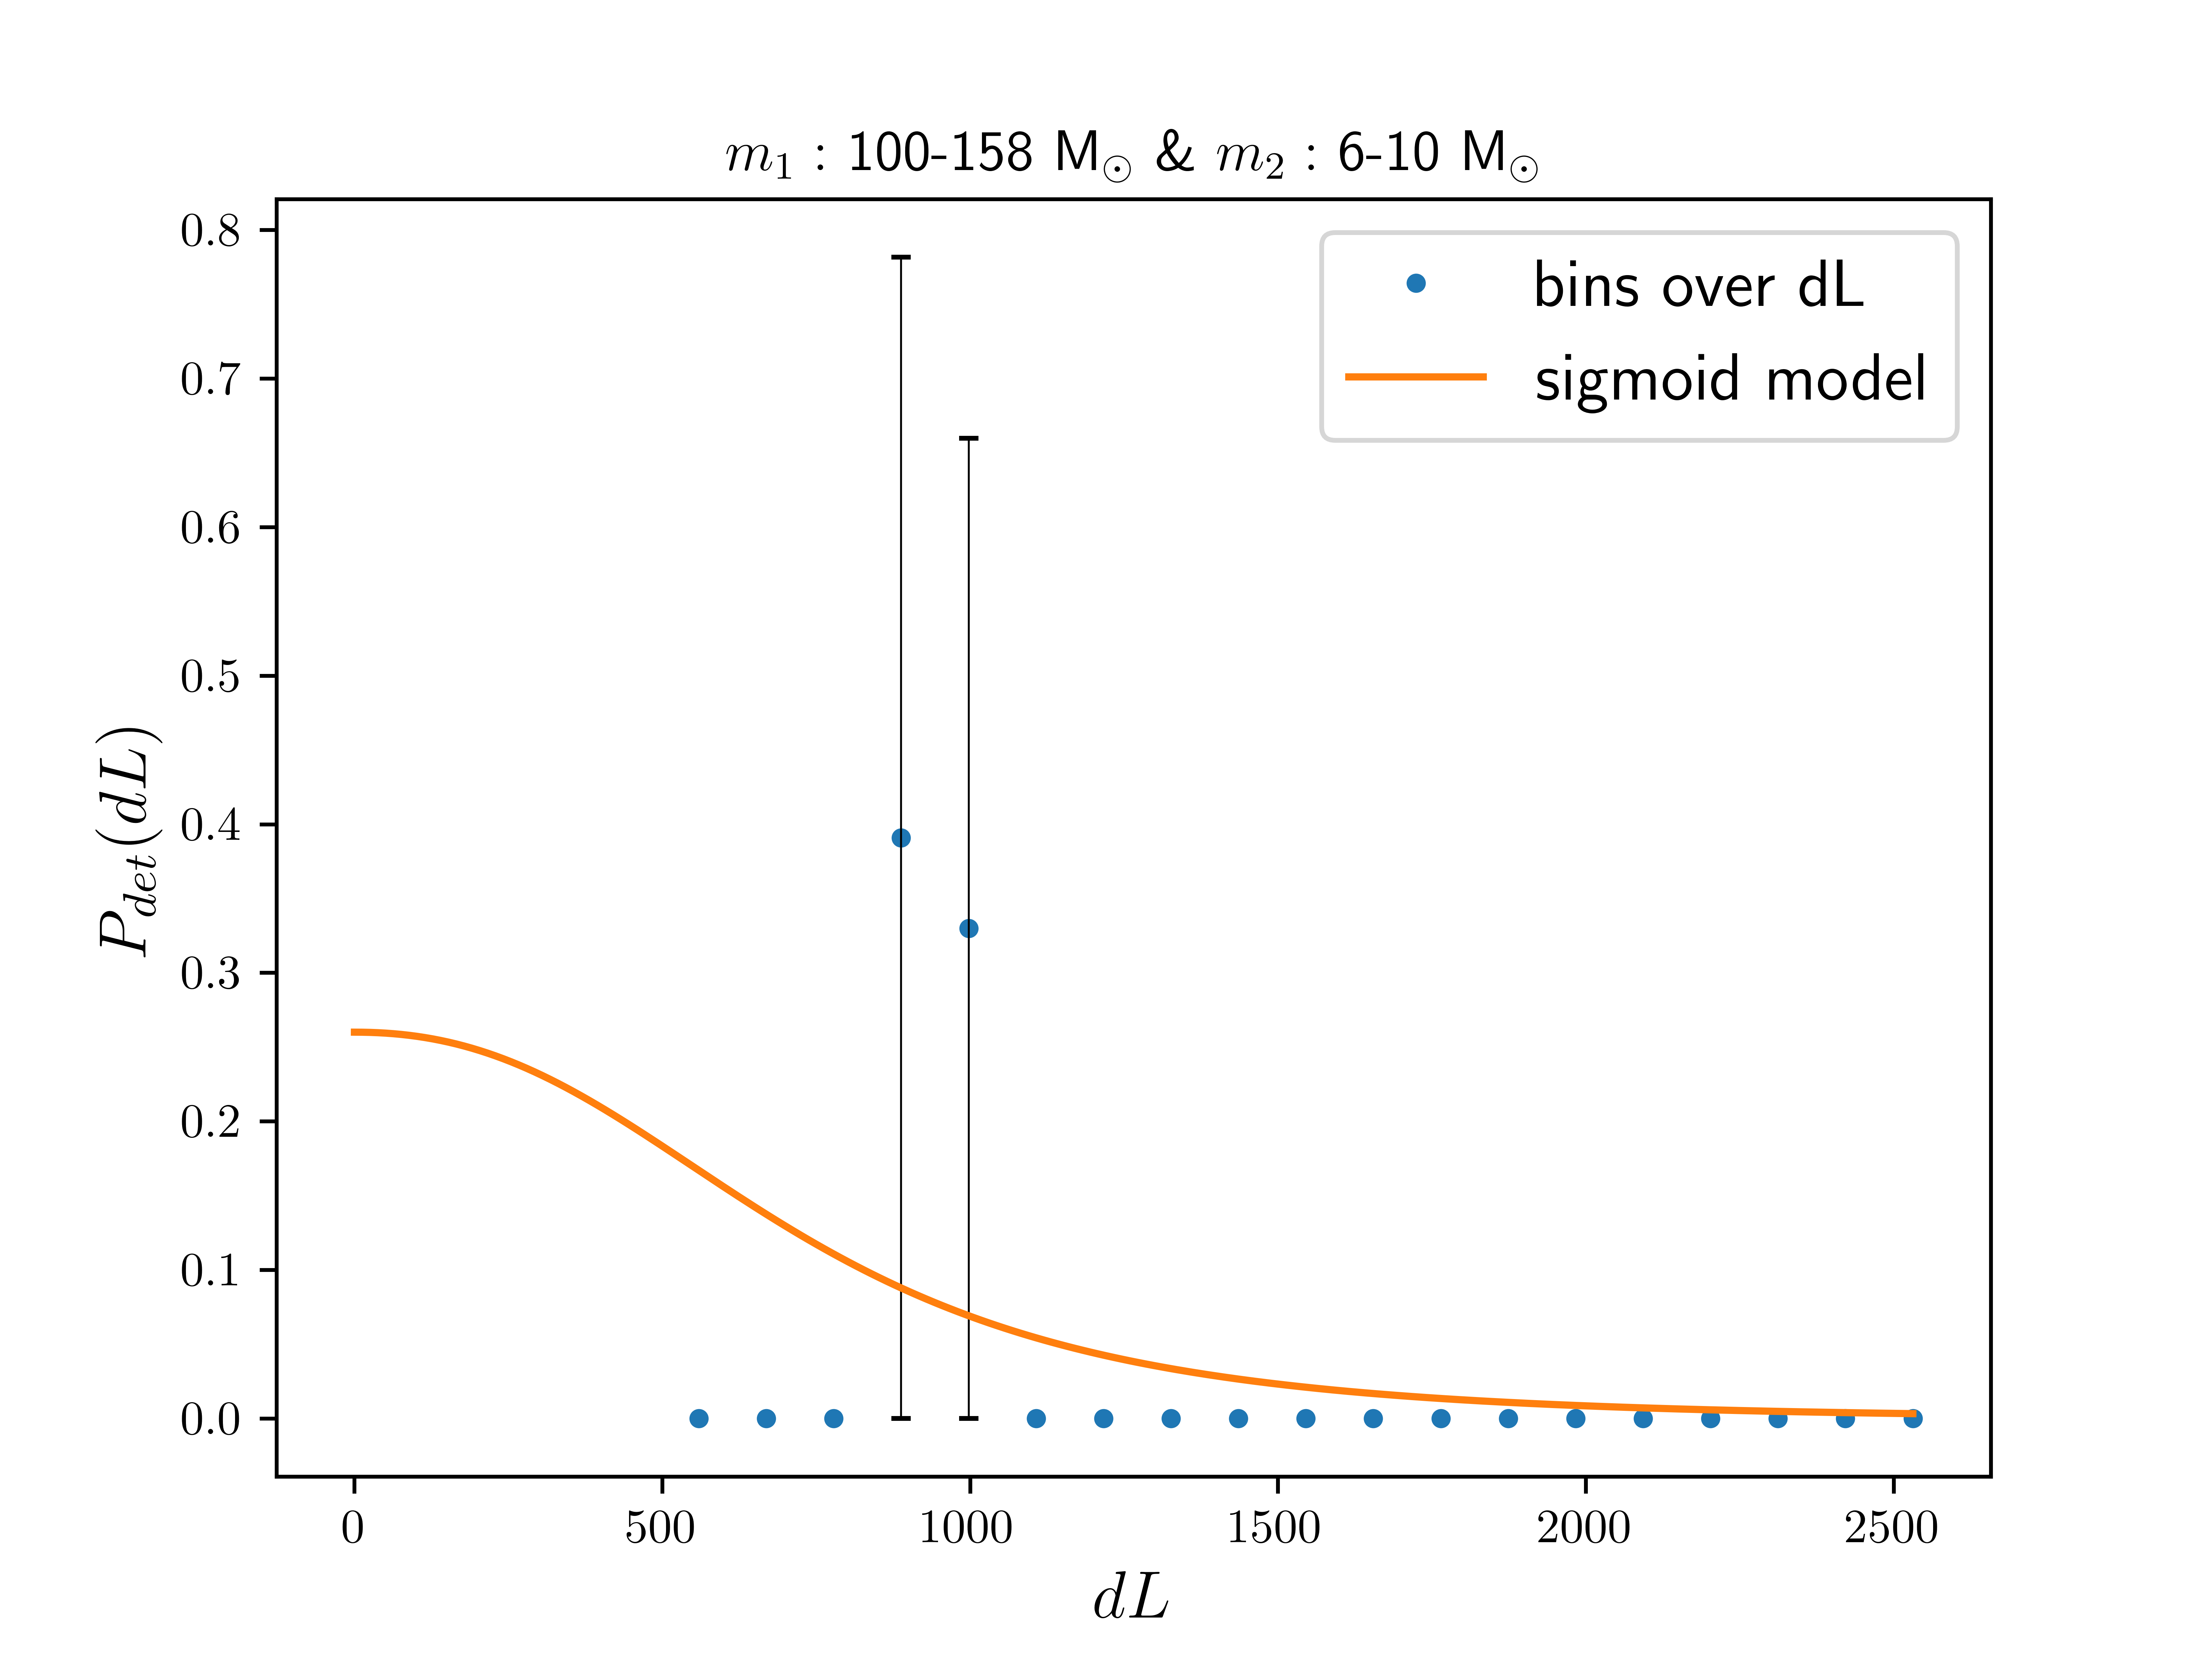 m₁ : 100-158 M⊙ & m₂ : 6-10 M⊙
bins over dL
sigmoid model
0.8
0.7
0.6
0.5
0.4
0.3
0.2
0.1
0.0
P_det(dL)
0 500 1000 1500 2000 2500
dL